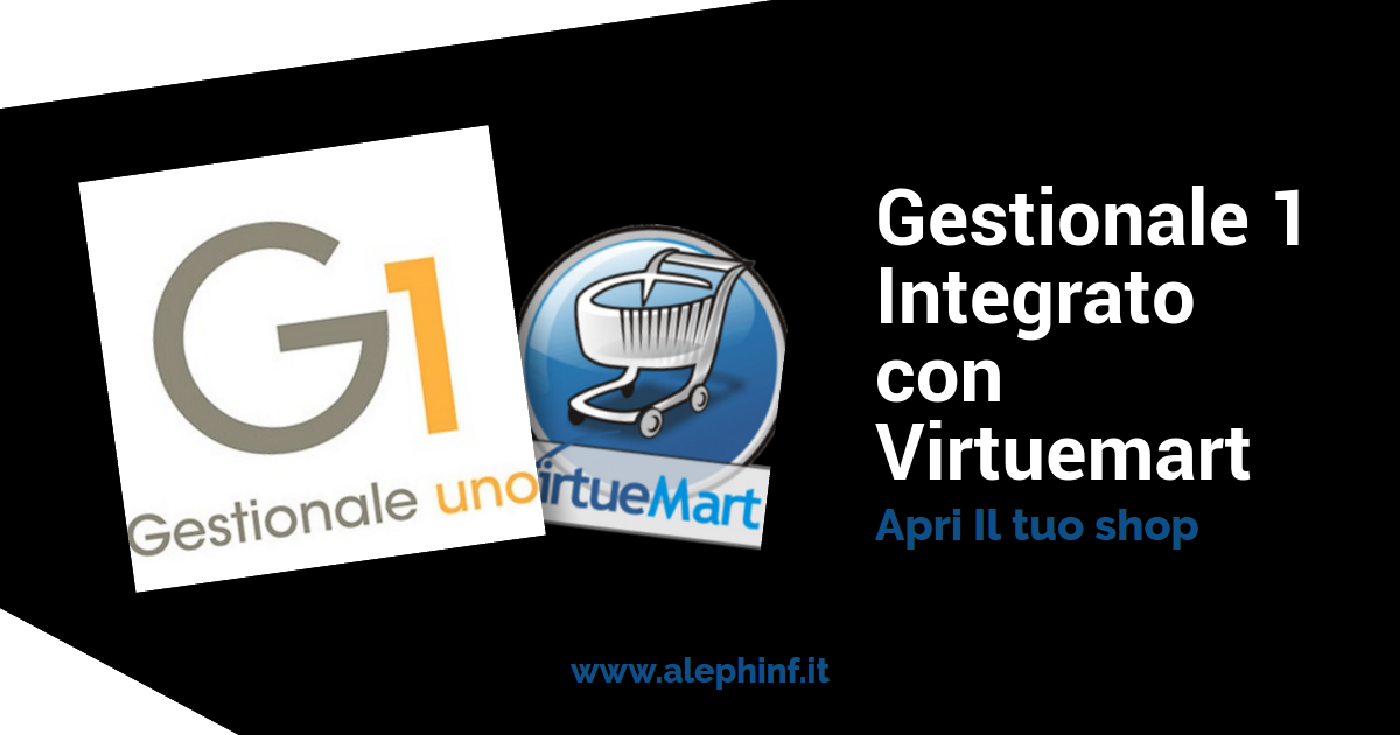 G1
Gestionale uno
irtueMart
Gestionale 1
Integrato
con
Virtuemart
Apri Il tuo shop
www.alephinf.it